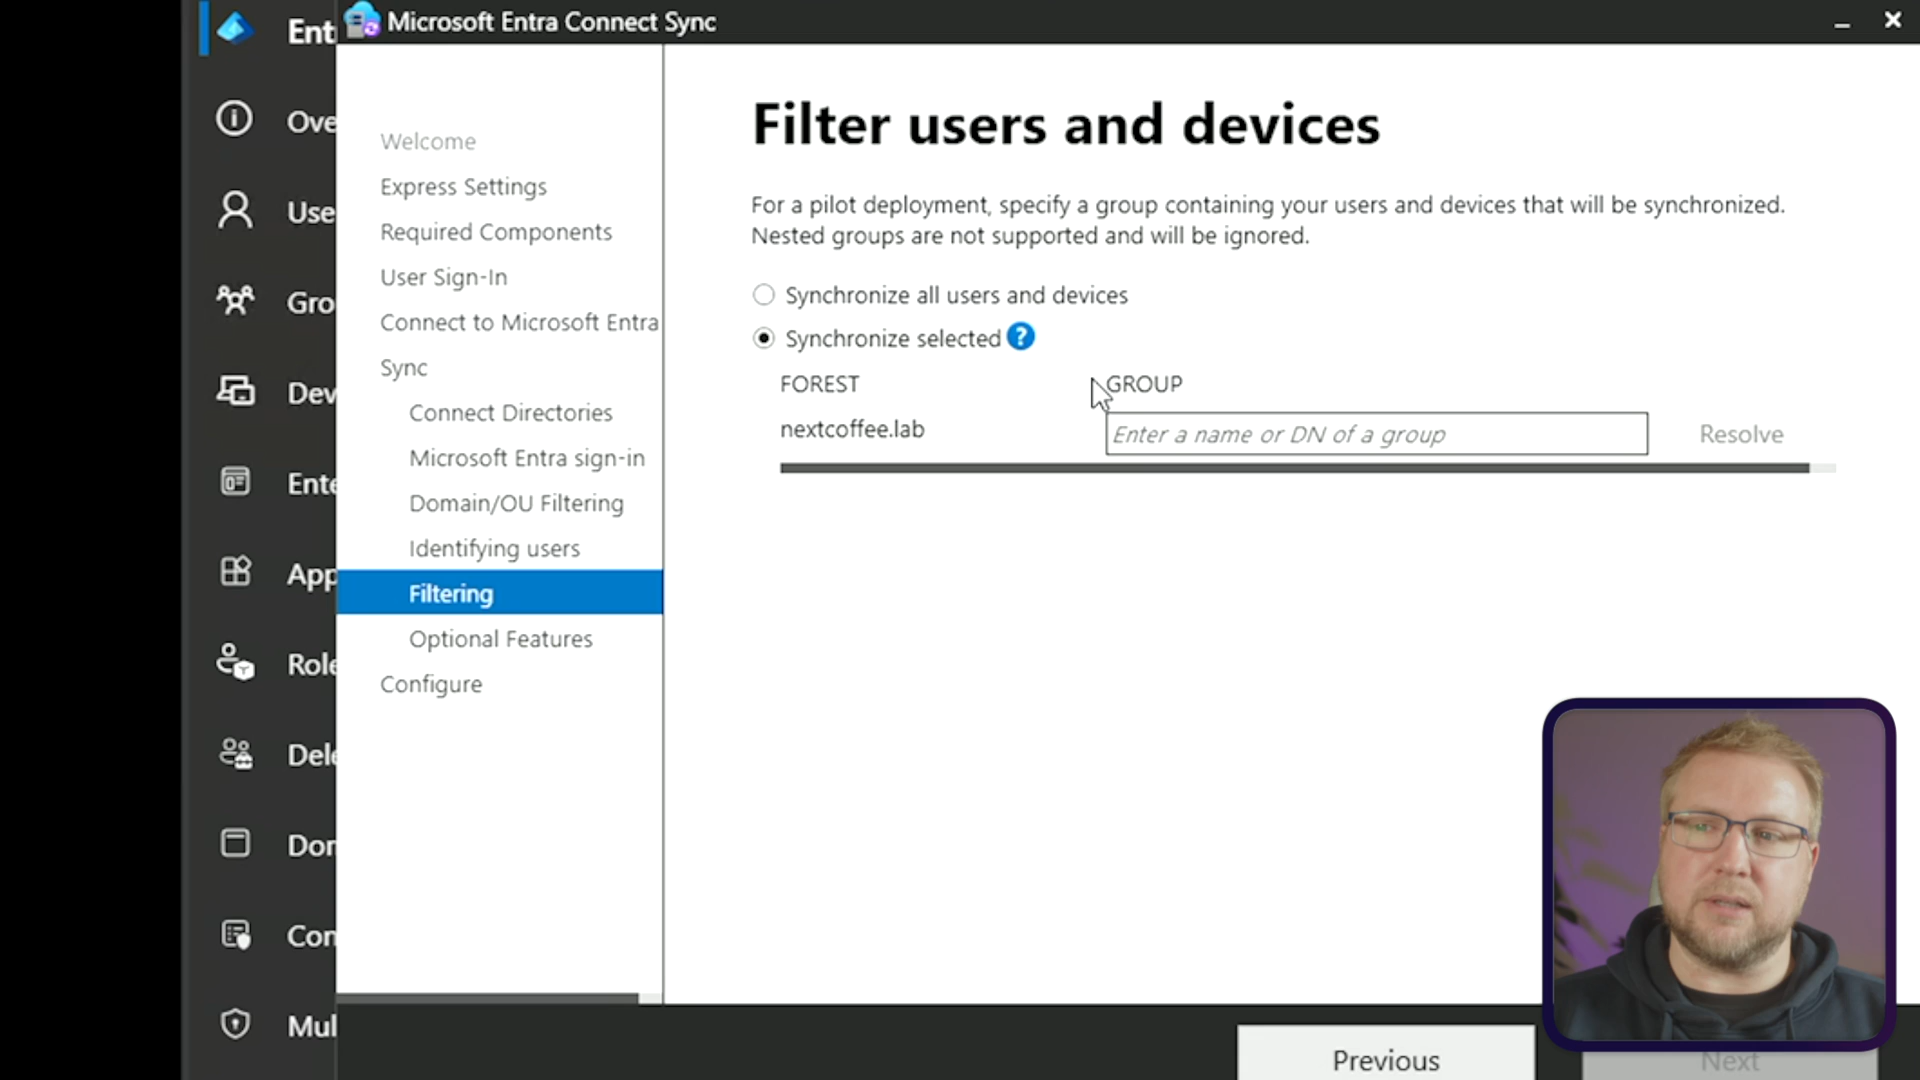 Microsoft Entra Connect Sync
Ent
Ove
Use
Gro
Dev
Ente
App
Role
Dele
Dor
Con
Mul
Welcome
Express Settings
Required Components
User Sign-In
Connect to Microsoft Entra
Sync
Connect Directories
Microsoft Entra sign-in
Domain/OU Filtering
Identifying users
Filtering
Optional Features
Configure
Filter users and devices
For a pilot deployment, specify a group containing your users and devices that will be synchronized.
Nested groups are not supported and will be ignored.
Synchronize all users and devices
Synchronize selected ?
FOREST GROUP
nextcoffee.lab Enter a name or DN of a group Resolve
Previous Next